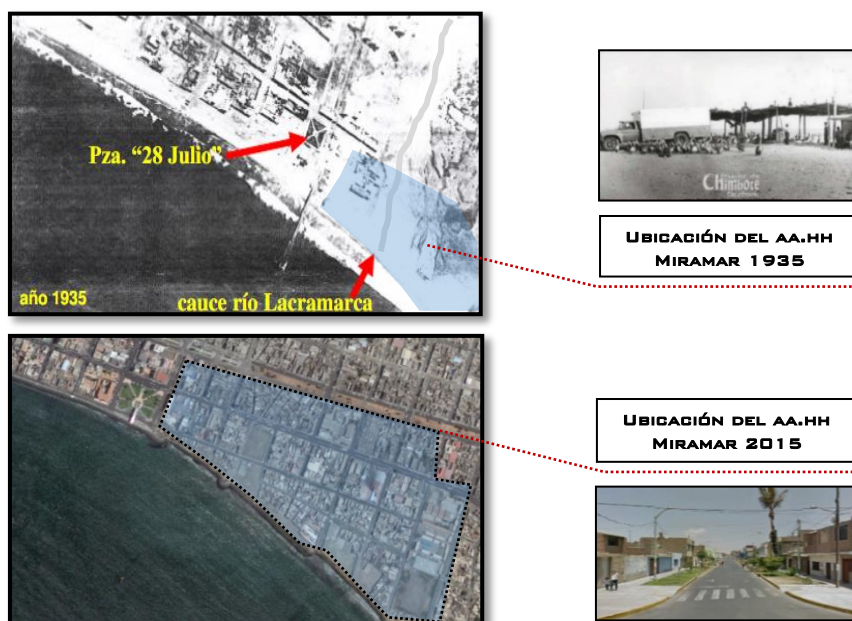 Pza. “28 Julio”
año 1935
cauce río Lacramarca
Chimbote
UBICACIÓN DEL AA.HH
MIRAMAR 1935
UBICACIÓN DEL AA.HH
MIRAMAR 2015